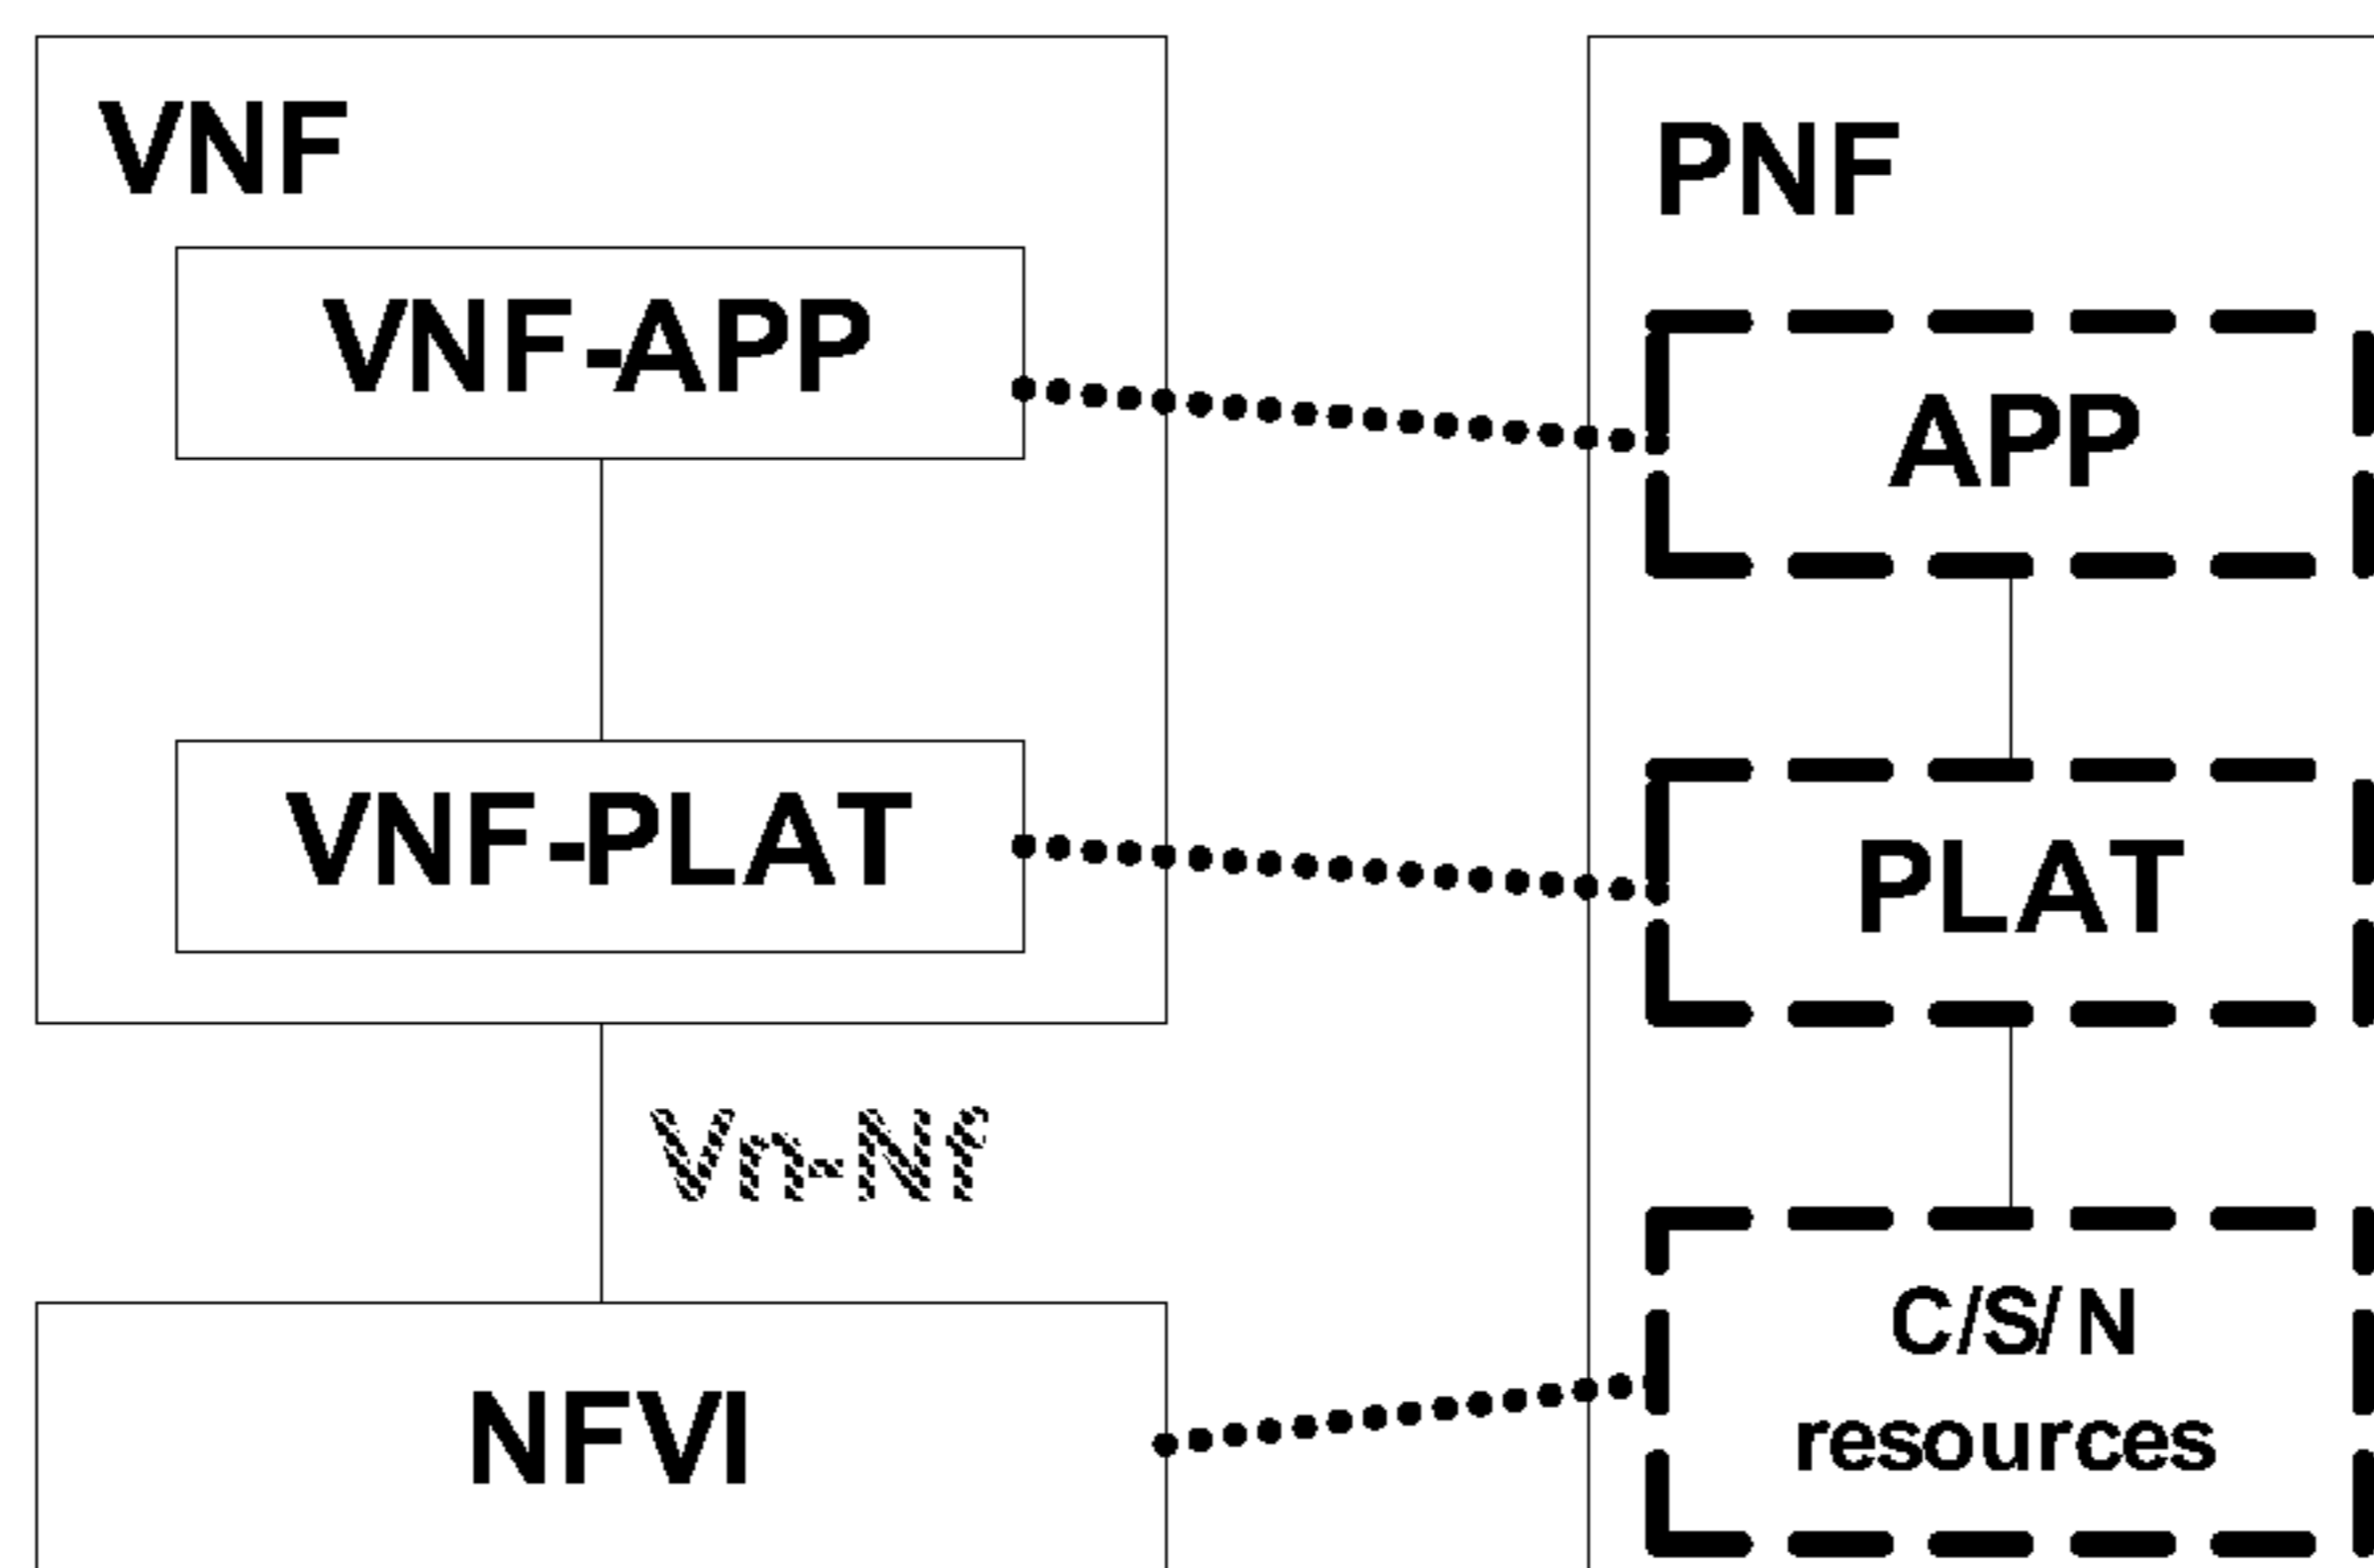 VNF
VNF-APP
VNF-PLAT
Vn-Nf
NFVI
PNF
APP
PLAT
C/S/N
resources